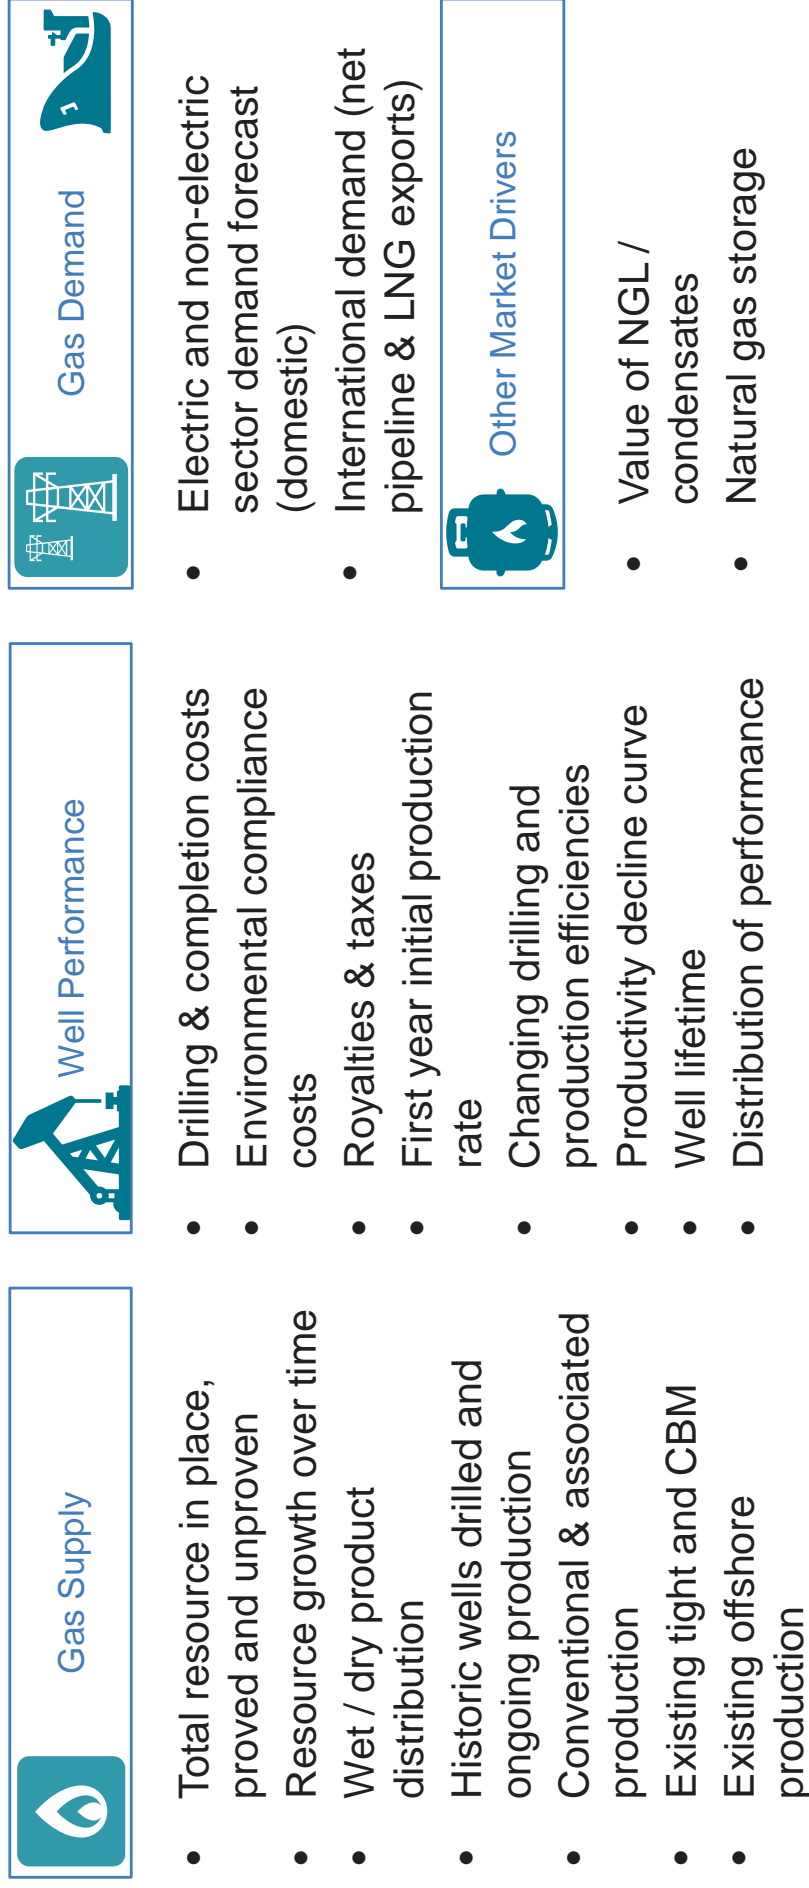 Gas Supply
• Total resource in place,
proved and unproven
• Resource growth over time
• Wet / dry product
distribution
• Historic wells drilled and
ongoing production
• Conventional & associated
production
• Existing tight and CBM
• Existing offshore
production
Well Performance
• Drilling & completion costs
• Environmental compliance
costs
• Royalties & taxes
• First year initial production
rate
• Changing drilling and
production efficiencies
• Productivity decline curve
• Well lifetime
• Distribution of performance
Gas Demand
• Electric and non-electric
sector demand forecast
(domestic)
• International demand (net
pipeline & LNG exports)
Other Market Drivers
• Value of NGL /
condensates
• Natural gas storage